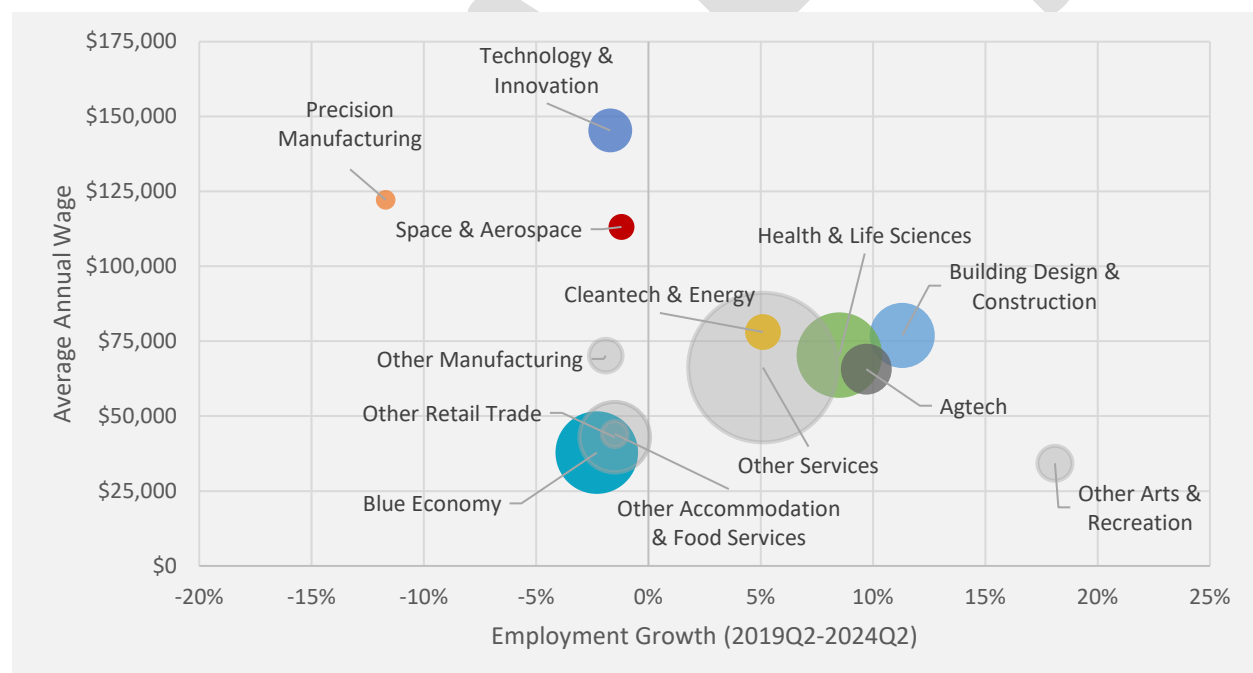 $175,000
$150,000
$125,000
$100,000
$75,000
$50,000
$25,000
$0
Average Annual Wage
Technology &
Innovation
Precision
Manufacturing
Space & Aerospace
Health & Life Sciences
Building Design &
Construction
Cleantech & Energy
Other Manufacturing
Other Retail Trade
Agtech
Other Services
Blue Economy
Other Accommodation
& Food Services
Other Arts &
Recreation
-20%
-15%
-10%
-5%
0%
5%
10%
15%
20%
25%
Employment Growth (2019Q2-2024Q2)